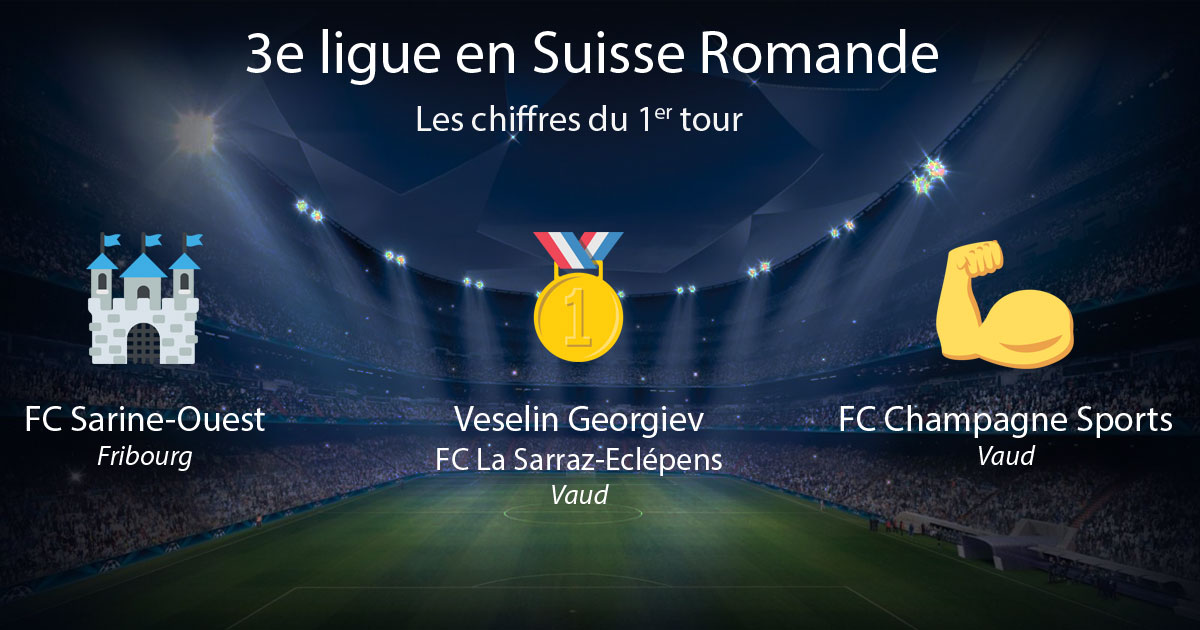 3e ligue en Suisse Romande
Les chiffres du 1er tour
1
FC Sarine-Ouest
Fribourg
Veselin Georgiev
FC La Sarraz-Eclépens
Vaud
FC Champagne Sports
Vaud